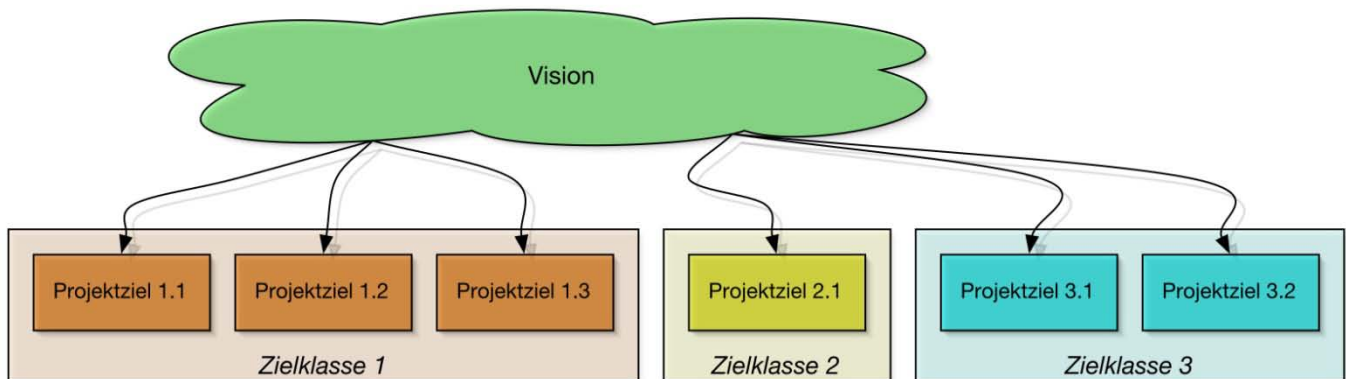 Vision
Projektziel 1.1
Projektziel 1.2
Projektziel 1.3
Projektziel 2.1
Projektziel 3.1
Projektziel 3.2
Zielklasse 1
Zielklasse 2
Zielklasse 3